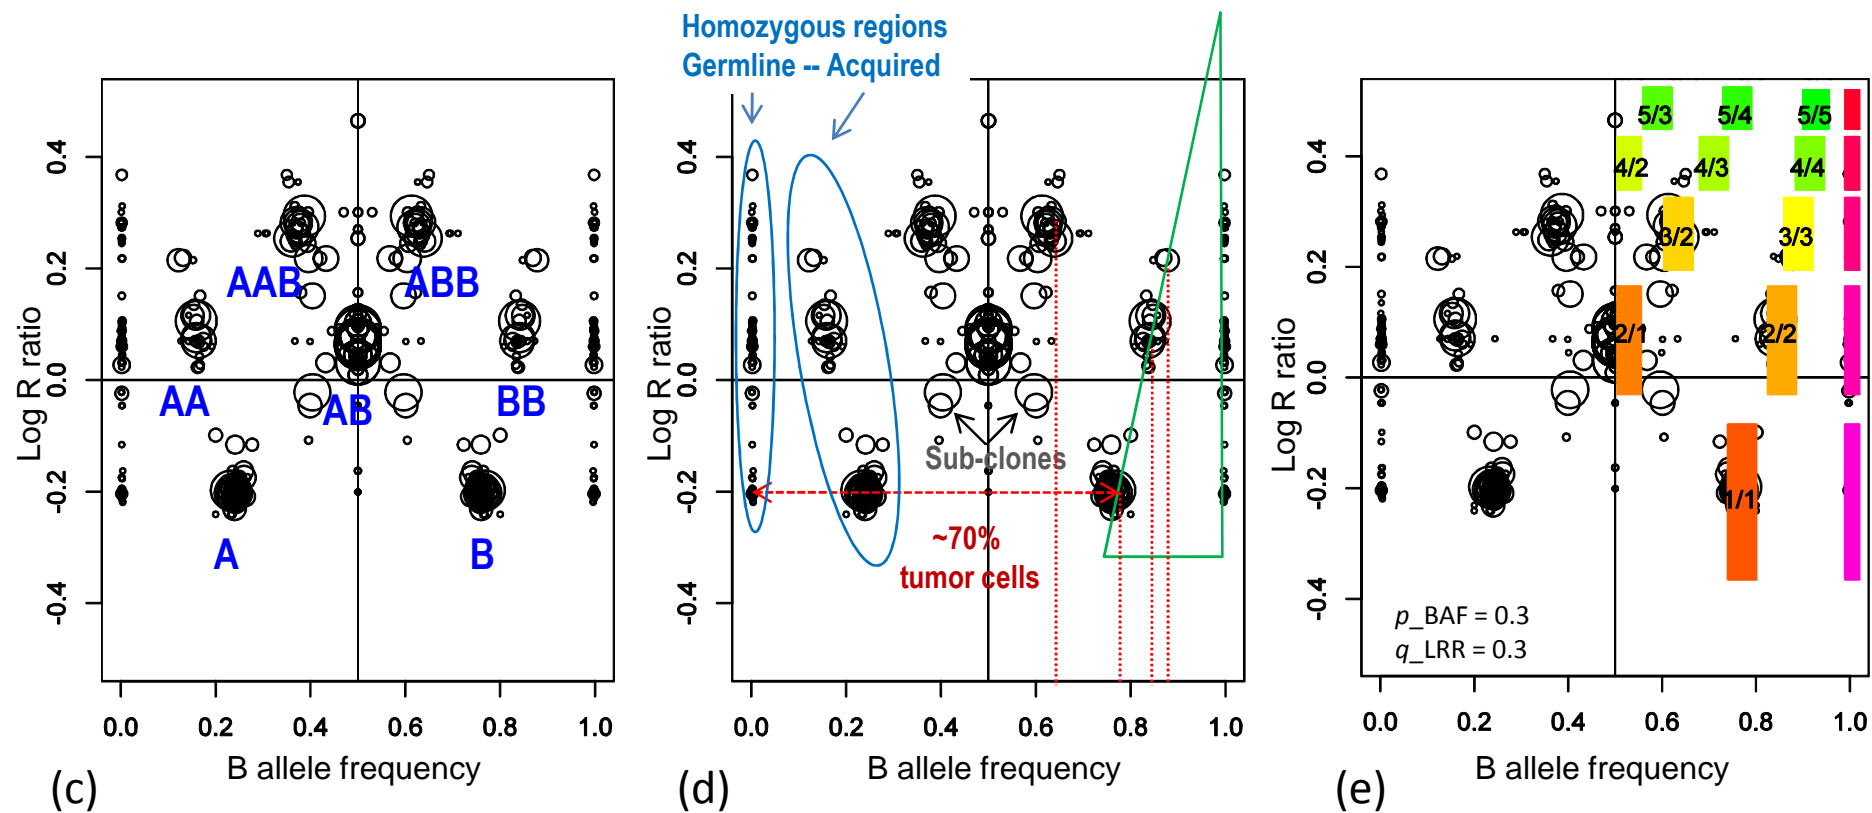 Homozygous regions
Germline -- Acquired
0.4
0.2
0.0
-0.2
-0.4
Log R ratio
AAB
ABB
AA
AB
BB
A
B
0.0 0.2 0.4 0.6 0.8 1.0
B allele frequency
(c)
0.4
0.2
0.0
-0.2
-0.4
Log R ratio
Sub-clones
~70%
tumor cells
0.0 0.2 0.4 0.6 0.8 1.0
B allele frequency
(d)
0.4
0.2
0.0
-0.2
-0.4
Log R ratio
5/3 5/4 5/5
4/2 4/3 4/4
3/2 3/3
2/1 2/2
1/1
p_BAF = 0.3
q_LRR = 0.3
0.0 0.2 0.4 0.6 0.8 1.0
B allele frequency
(e)